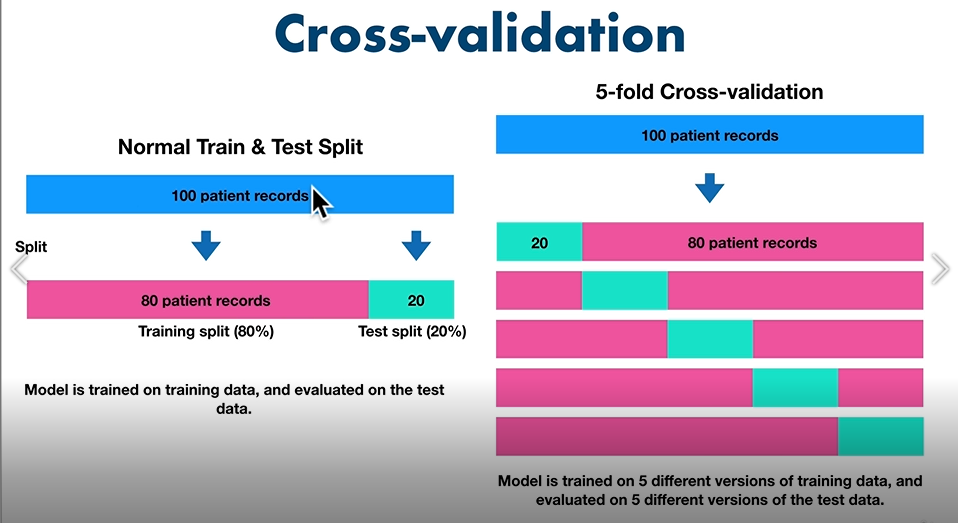 Cross-validation
Normal Train & Test Split
100 patient records
Split
80 patient records
20
Training split (80%)
Test split (20%)
Model is trained on training data, and evaluated on the test
data.
5-fold Cross-validation
100 patient records
20
80 patient records
Model is trained on 5 different versions of training data, and
evaluated on 5 different versions of the test data.